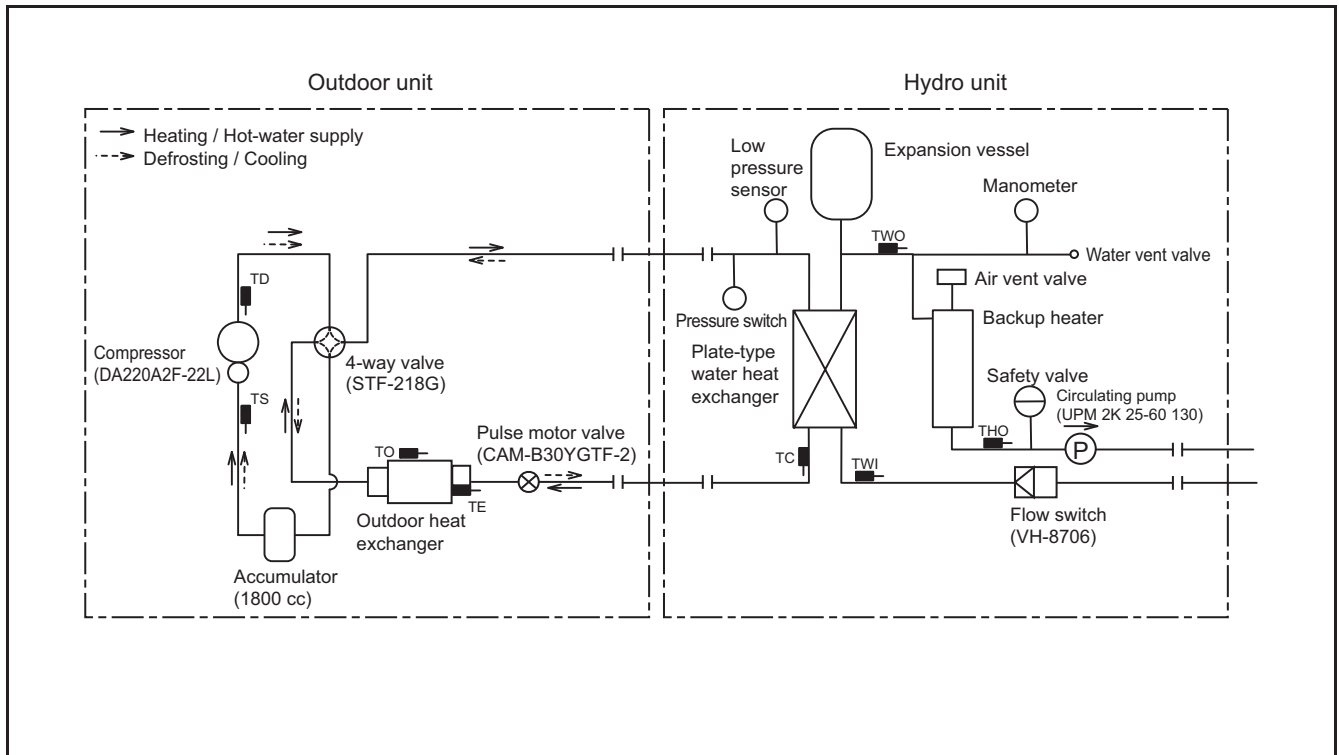 Outdoor unit
Hydro unit
Heating / Hot-water supply
Defrosting / Cooling
Low
pressure
sensor
Expansion vessel
Manometer
TWO
Water vent valve
TD
Air vent valve
Pressure switch
Backup heater
Compressor
(DA220A2F-22L)
4-way valve
(STF-218G)
Plate-type
water heat
exchanger
Safety valve
Circulating pump
(UPM 2K 25-60 130)
TS
TO
Pulse motor valve
(CAM-B30YGTF-2)
THO
P
TC
TWI
TE
Outdoor heat
exchanger
Flow switch
(VH-8706)
Accumulator
(1800 cc)